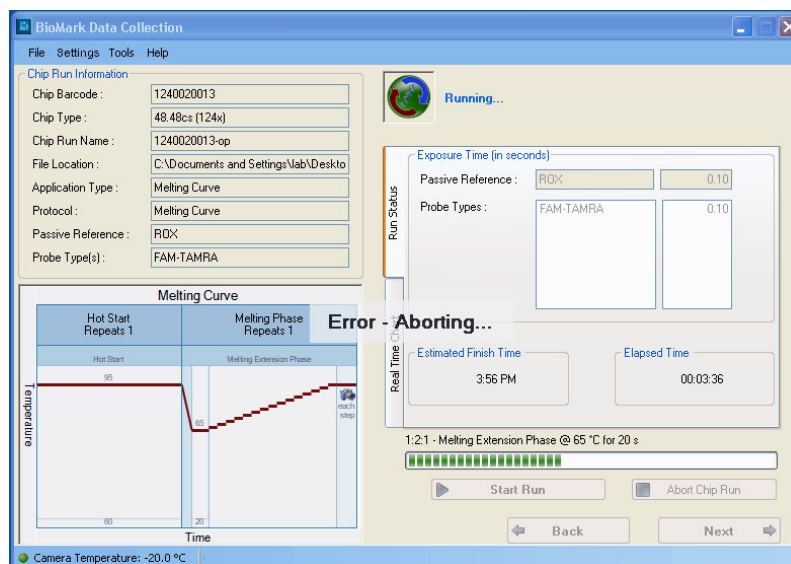 BioMark Data Collection
File Settings Tools Help
Chip Run Information
Chip Barcode : 1240020013
Chip Type : 48.48cs (124x)
Chip Run Name : 1240020013-op
File Location : C:\Documents and Settings\lab\Deskto
Application Type : Melting Curve
Protocol : Melting Curve
Passive Reference : ROX
Probe Type(s) : FAM-TAMRA
Running...
Run Status
Real Time Chart
Exposure Time (in seconds)
Passive Reference : ROX 0.10
Probe Types : FAM-TAMRA 0.10
Error - Aborting...
Estimated Finish Time
3:56 PM
Elapsed Time
00:03:36
1:2:1 - Melting Extension Phase @ 65 °C for 20 s
Start Run
Abort Chip Run
Back
Next
Melting Curve
Hot Start
Repeats 1
Melting Phase
Repeats 1
Hot Start
Melting Extension Phase
95
65
each
step
60
20
Temperature
Time
Camera Temperature: -20.0 °C